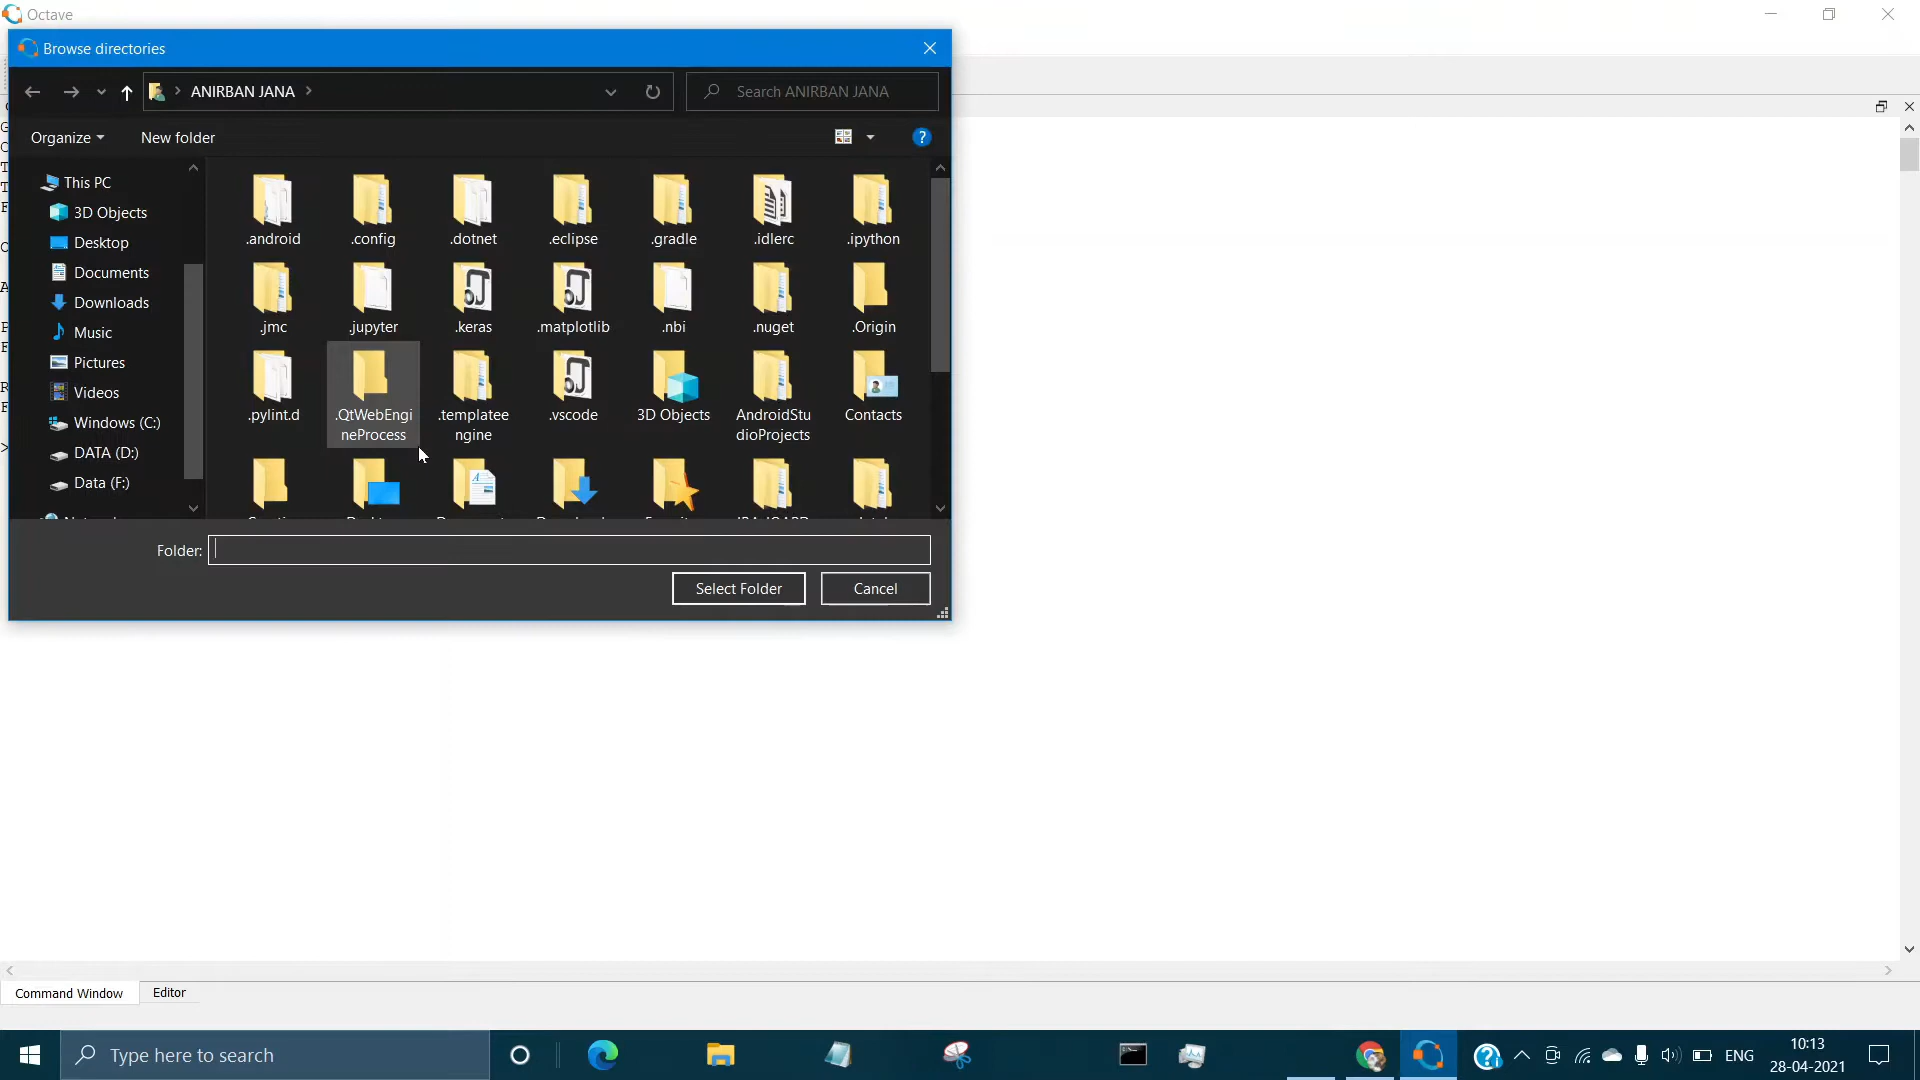 Octave
Browse directories
ANIRBAN JANA
Search ANIRBAN JANA
Organize
New folder
This PC
3D Objects
Desktop
Documents
Downloads
Music
Pictures
Videos
Windows (C:)
DATA (D:)
Data (F:)
.android
.config
.dotnet
.eclipse
.gradle
.idlerc
.ipython
.jmc
.jupyter
.keras
.matplotlib
.nbi
.nuget
.Origin
.pylint.d
.QtWebEngi
neProcess
.templatee
ngine
.vscode
3D Objects
AndroidStu
dioProjects
Contacts
Folder:
Select Folder
Cancel
Command Window
Editor
Type here to search
ENG
10:13
28-04-2021